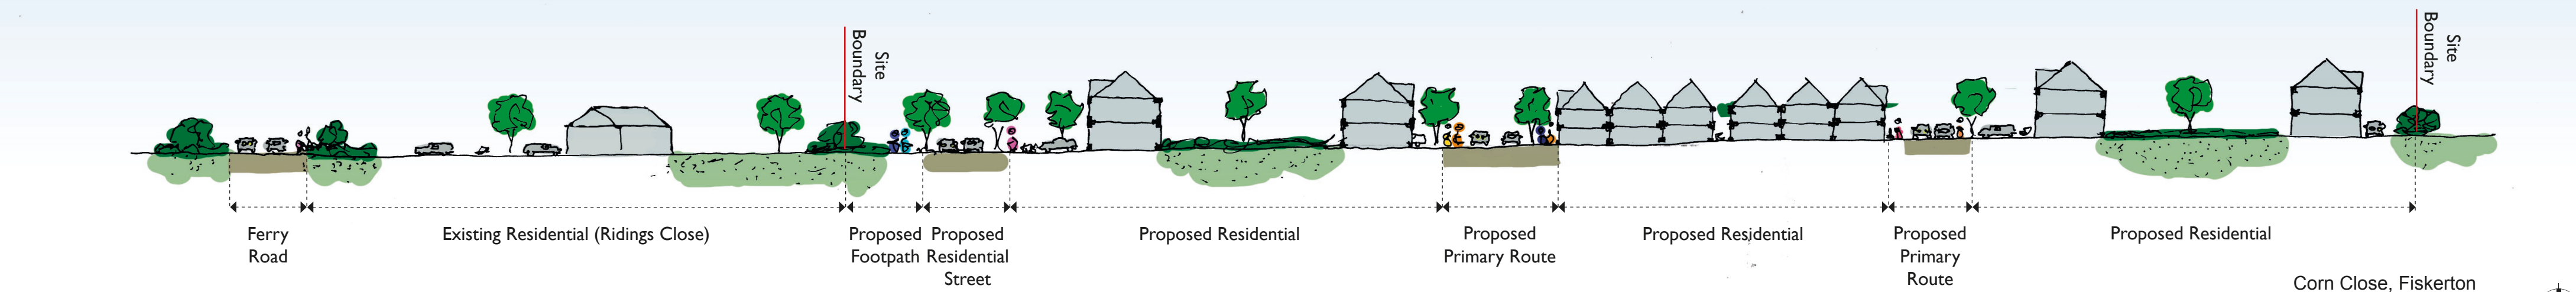 Site
Boundary
Site
Boundary
Ferry
Road
Existing Residential (Ridings Close)
Proposed
Footpath
Proposed
Residential
Street
Proposed Residential
Proposed
Primary Route
Proposed Residential
Proposed
Primary
Route
Proposed Residential
Corn Close, Fiskerton